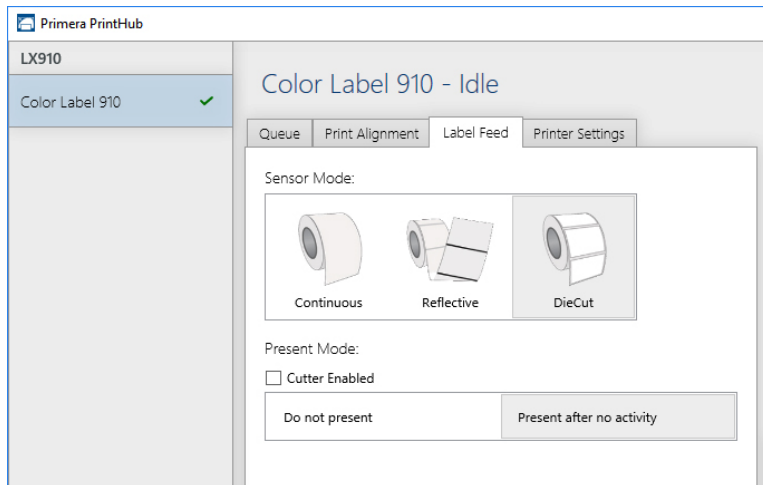 Primera PrintHub
LX910
Color Label 910
Color Label 910 - Idle
Queue Print Alignment Label Feed Printer Settings
Sensor Mode:
Continuous Reflective DieCut
Present Mode:
Cutter Enabled
Do not present Present after no activity